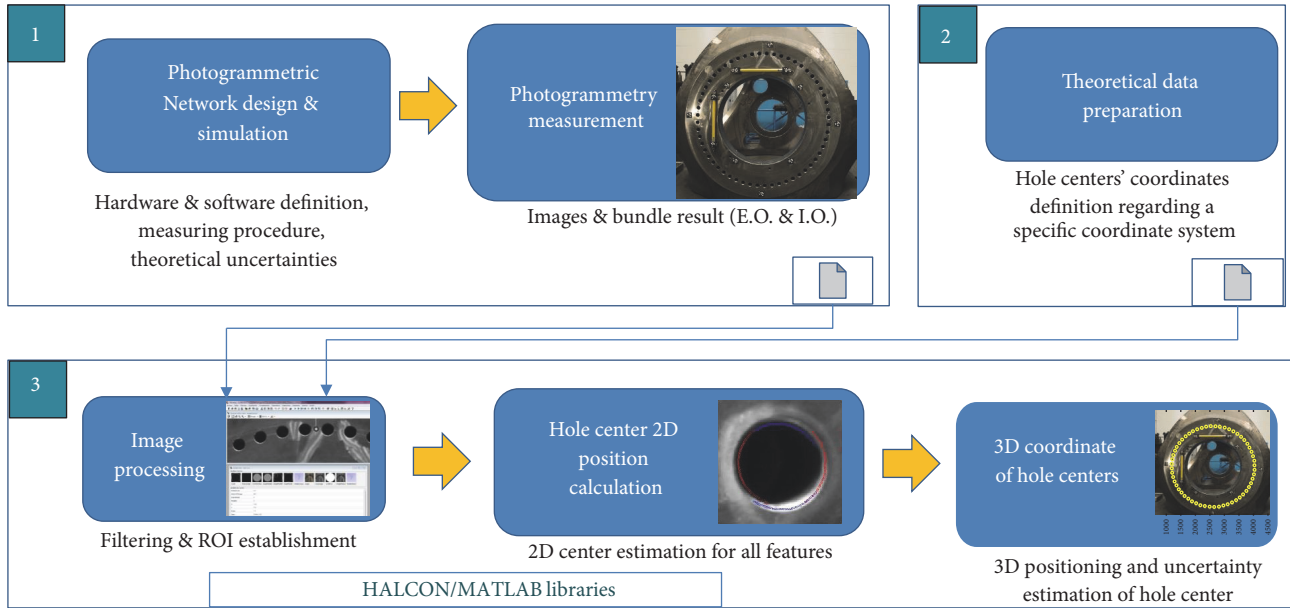 1
Photogrammetric
Network design &
simulation
Hardware & software definition,
measuring procedure,
theoretical uncertainties
Photogrammetry
measurement
Images & bundle result (E.O. & I.O.)
2
Theoretical data
preparation
Hole centers’ coordinates
definition regarding a
specific coordinate system
3
Image
processing
Filtering & ROI establishment
Hole center 2D
position
calculation
2D center estimation for all features
3D coordinate
of hole centers
1000
1500
2000
2500
3000
3500
4000
4500
3D positioning and uncertainty
estimation of hole center
HALCON/MATLAB libraries